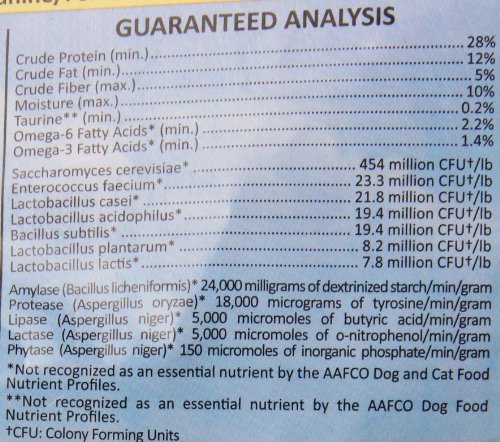 GUARANTEED ANALYSIS
Crude Protein (min.) 28%
Crude Fat (min.) 12%
Crude Fiber (max.) 5%
Moisture (max.) 10%
Taurine** (min.) 0.2%
Omega-6 Fatty Acids* (min.) 2.2%
Omega-3 Fatty Acids* (min.) 1.4%
Saccharomyces cerevisiae* 454 million CFU†/lb
Enterococcus faecium* 23.3 million CFU†/lb
Lactobacillus casei* 21.8 million CFU†/lb
Lactobacillus acidophilus* 19.4 million CFU†/lb
Bacillus subtilis* 19.4 million CFU†/lb
Lactobacillus plantarum* 8.2 million CFU†/lb
Lactobacillus lactis* 7.8 million CFU†/lb
Amylase (Bacillus licheniformis)* 24,000 milligrams of dextrinized starch/min/gram
Protease (Aspergillus oryzae)* 18,000 micrograms of tyrosine/min/gram
Lipase (Aspergillus niger)* 5,000 micromoles of butyric acid/min/gram
Lactase (Aspergillus niger)* 5,000 micromoles of o-nitrophenol/min/gram
Phytase (Aspergillus niger)* 150 micromoles of inorganic phosphate/min/gram
*Not recognized as an essential nutrient by the AAFCO Dog and Cat Food
Nutrient Profiles.
**Not recognized as an essential nutrient by the AAFCO Dog Food
Nutrient Profiles.
†CFU: Colony Forming Units